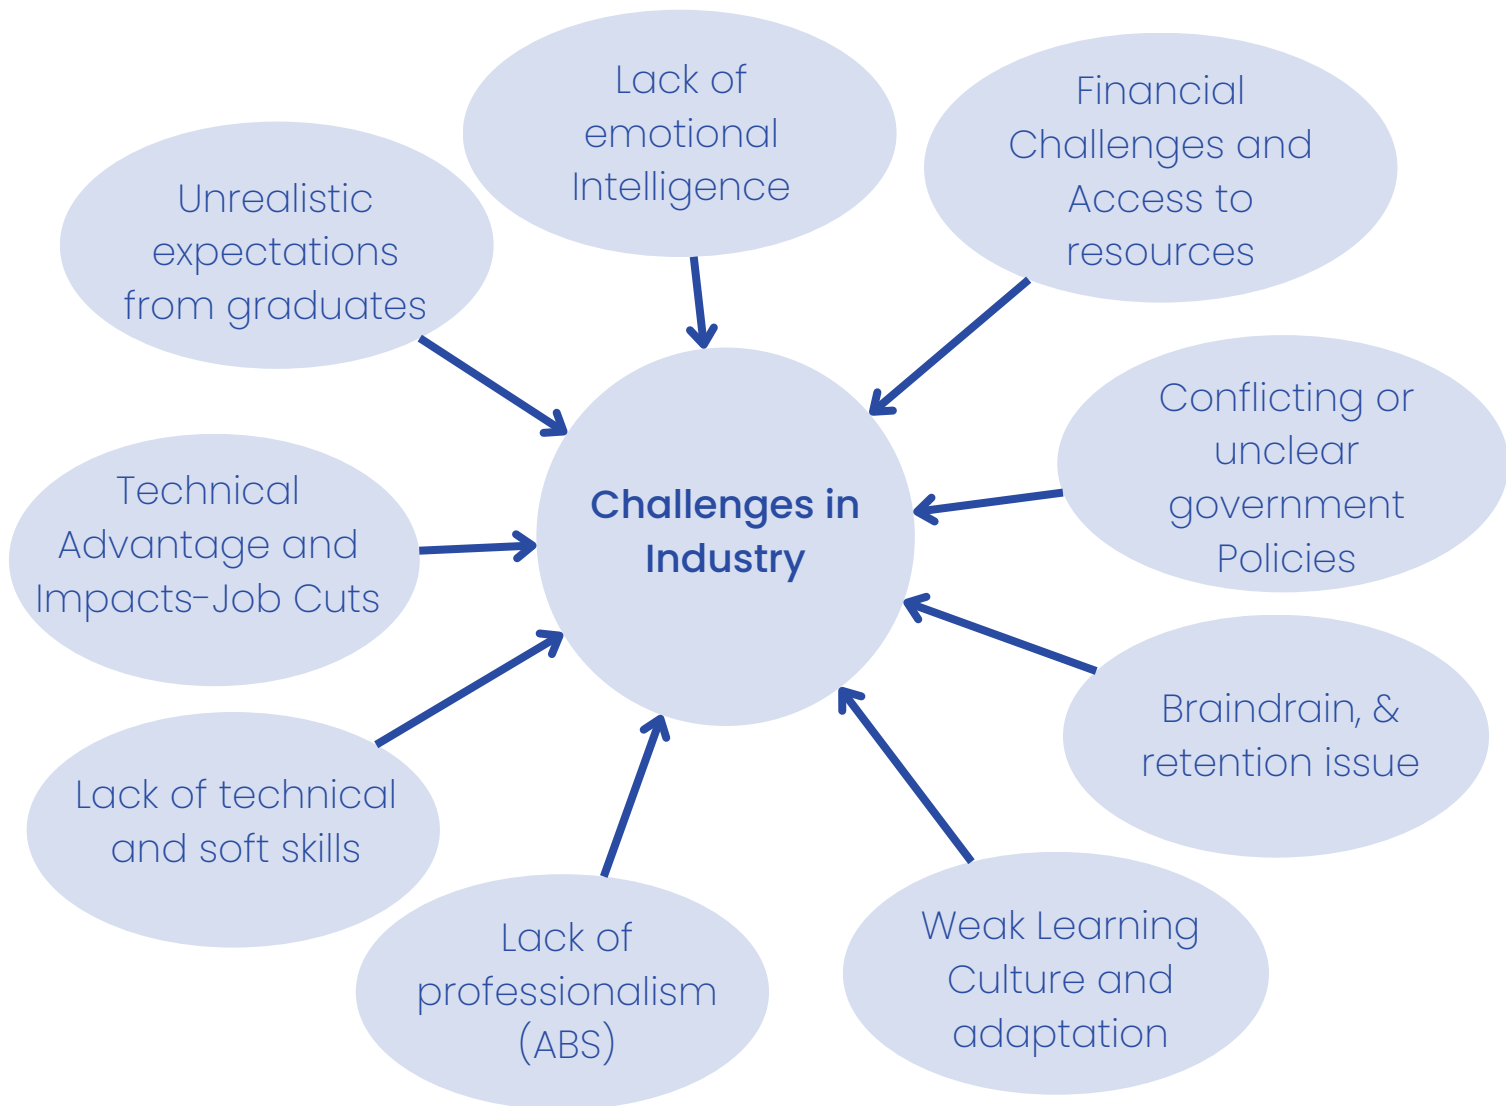 Lack of
emotional
Intelligence
Financial
Challenges and
Access to
resources
Unrealistic
expectations
from graduates
Conflicting or
unclear
government
Policies
Technical
Advantage and
Impacts-Job Cuts
Challenges in
Industry
Braindrain, &
retention issue
Lack of technical
and soft skills
Weak Learning
Culture and
adaptation
Lack of
professionalism
(ABS)